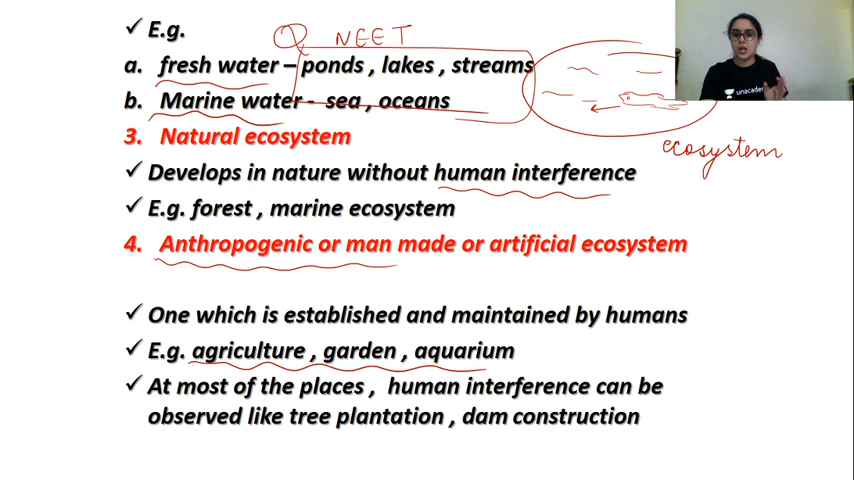 ✓ E.g.
Q NEET
a. fresh water – ponds , lakes , streams
b. Marine water - sea , oceans
unacademy
ecosystem
3. Natural ecosystem
✓ Develops in nature without human interference
✓ E.g. forest , marine ecosystem
4. Anthropogenic or man made or artificial ecosystem
✓ One which is established and maintained by humans
✓ E.g. agriculture , garden , aquarium
✓ At most of the places , human interference can be
observed like tree plantation , dam construction